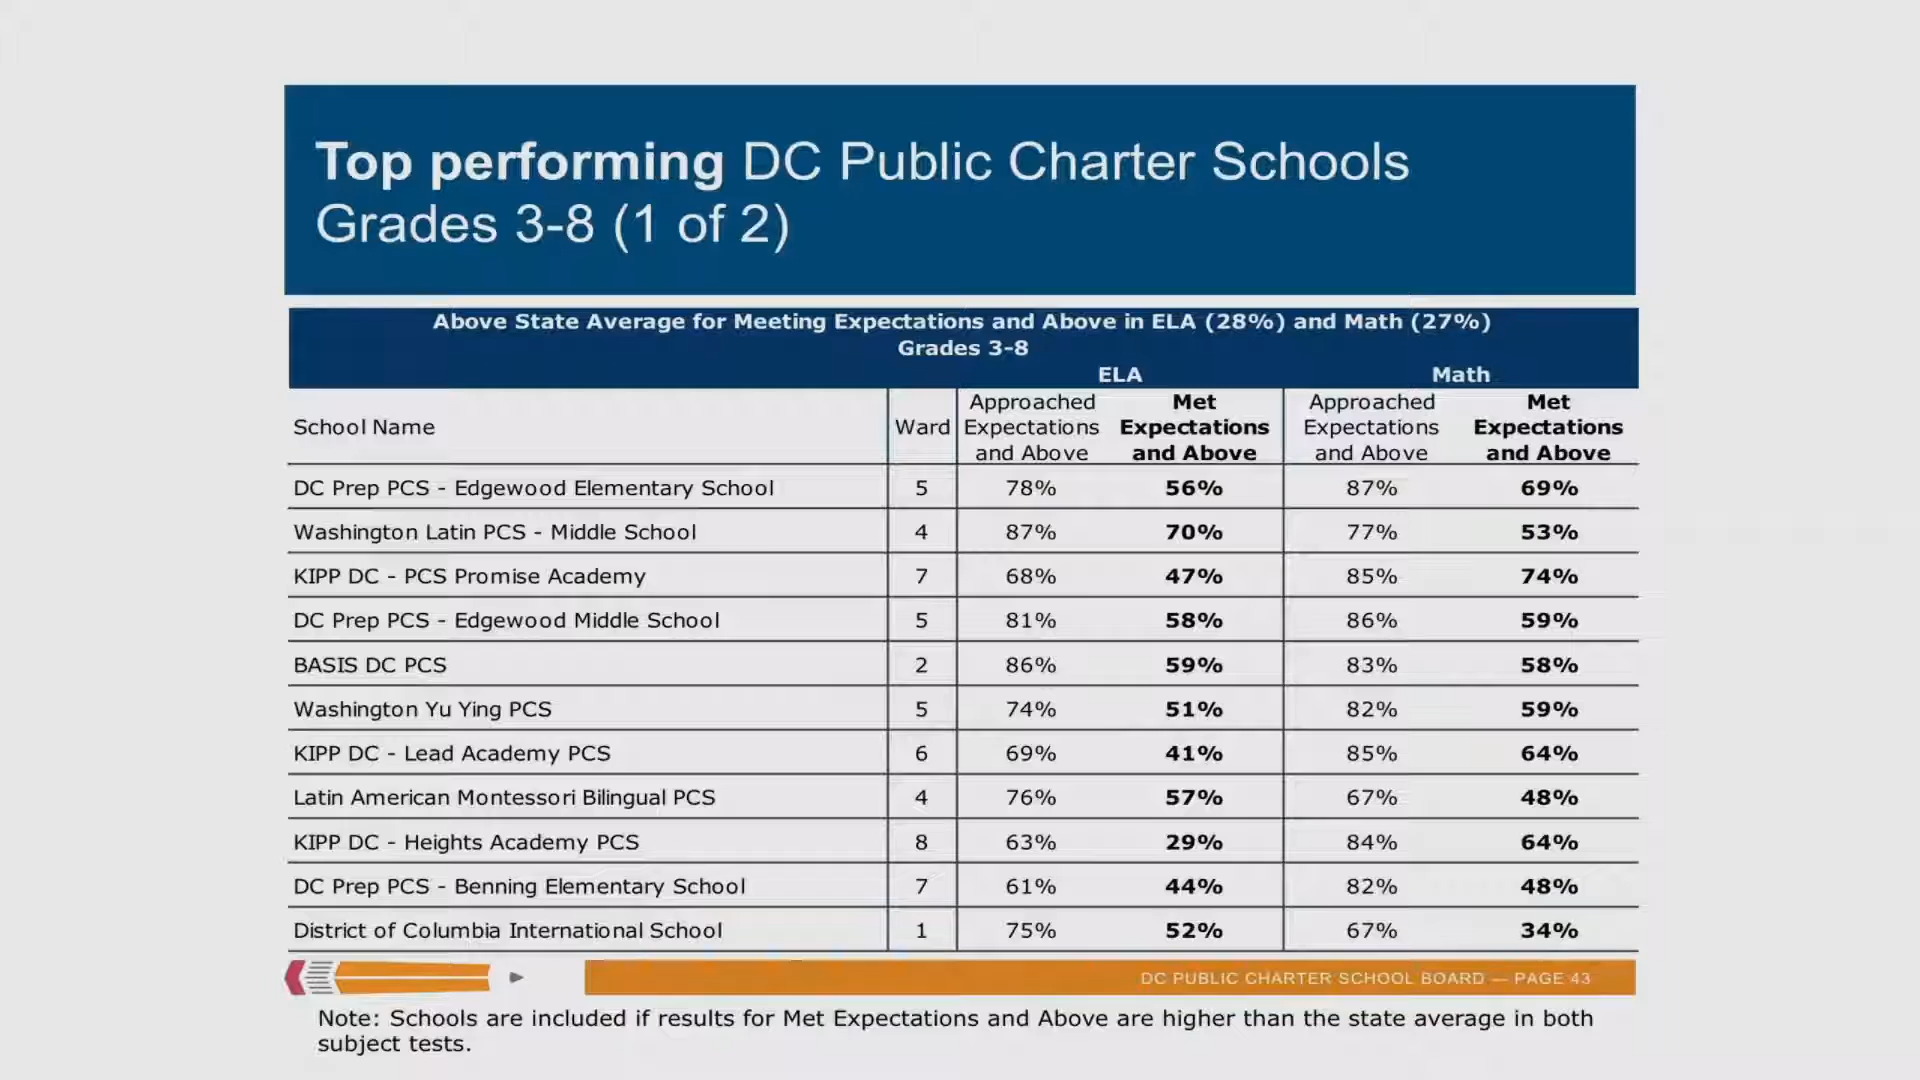 Top performing DC Public Charter Schools
Grades 3-8 (1 of 2)
Above State Average for Meeting Expectations and Above in ELA (28%) and Math (27%)
Grades 3-8
ELA Math
School Name Ward Approached Expectations and Above Met Expectations and Above Approached Expectations and Above Met Expectations and Above
DC Prep PCS - Edgewood Elementary School 5 78% 56% 87% 69%
Washington Latin PCS - Middle School 4 87% 70% 77% 53%
KIPP DC - PCS Promise Academy 7 68% 47% 85% 74%
DC Prep PCS - Edgewood Middle School 5 81% 58% 86% 59%
BASIS DC PCS 2 86% 59% 83% 58%
Washington Yu Ying PCS 5 74% 51% 82% 59%
KIPP DC - Lead Academy PCS 6 69% 41% 85% 64%
Latin American Montessori Bilingual PCS 4 76% 57% 67% 48%
KIPP DC - Heights Academy PCS 8 63% 29% 84% 64%
DC Prep PCS - Benning Elementary School 7 61% 44% 82% 48%
District of Columbia International School 1 75% 52% 67% 34%
DC PUBLIC CHARTER SCHOOL BOARD — PAGE 43
Note: Schools are included if results for Met Expectations and Above are higher than the state average in both
subject tests.